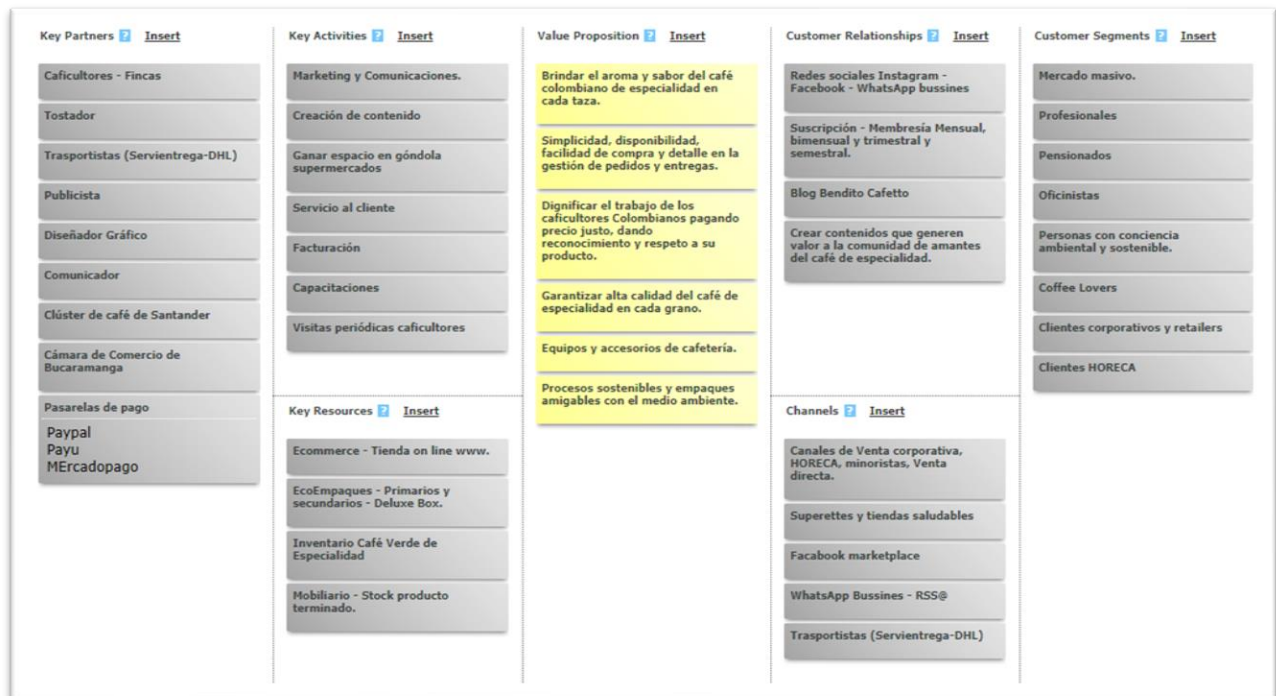 Key Partners ? Insert
Caficultores - Fincas
Tostador
Trasportistas (Servientrega-DHL)
Publicista
Diseñador Gráfico
Comunicador
Clúster de café de Santander
Cámara de Comercio de
Bucaramanga
Pasarelas de pago
Paypal
Payu
MErcadopago
Key Activities ? Insert
Marketing y Comunicaciones.
Creación de contenido
Ganar espacio en góndola
supermercados
Servicio al cliente
Facturación
Capacitaciones
Visitas periódicas caficultores
Key Resources ? Insert
Ecommerce - Tienda on line www.
EcoEmpaques - Primarios y
secundarios - Deluxe Box.
Inventario Café Verde de
Especialidad
Mobiliario - Stock producto
terminado.
Value Proposition ? Insert
Brindar el aroma y sabor del café
colombiano de especialidad en
cada taza.
Simplicidad, disponibilidad,
facilidad de compra y detalle en la
gestión de pedidos y entregas.
Dignificar el trabajo de los
caficultores Colombianos pagando
precio justo, dando
reconocimiento y respeto a su
producto.
Garantizar alta calidad del café de
especialidad en cada grano.
Equipos y accesorios de cafetería.
Procesos sostenibles y empaques
amigables con el medio ambiente.
Customer Relationships ? Insert
Redes sociales Instagram -
Facebook - WhatsApp bussines
Suscripción - Membresía Mensual,
bimensual y trimestral y
semestral.
Blog Bendito Cafetto
Crear contenidos que generen
valor a la comunidad de amantes
del café de especialidad.
Channels ? Insert
Canales de Venta corporativa,
HORECA, minoristas, Venta
directa.
Superettes y tiendas saludables
Facabook marketplace
WhatsApp Bussines - RSS@
Trasportistas (Servientrega-DHL)
Customer Segments ? Insert
Mercado masivo.
Profesionales
Pensionados
Oficinistas
Personas con conciencia
ambiental y sostenible.
Coffee Lovers
Clientes corporativos y retailers
Clientes HORECA